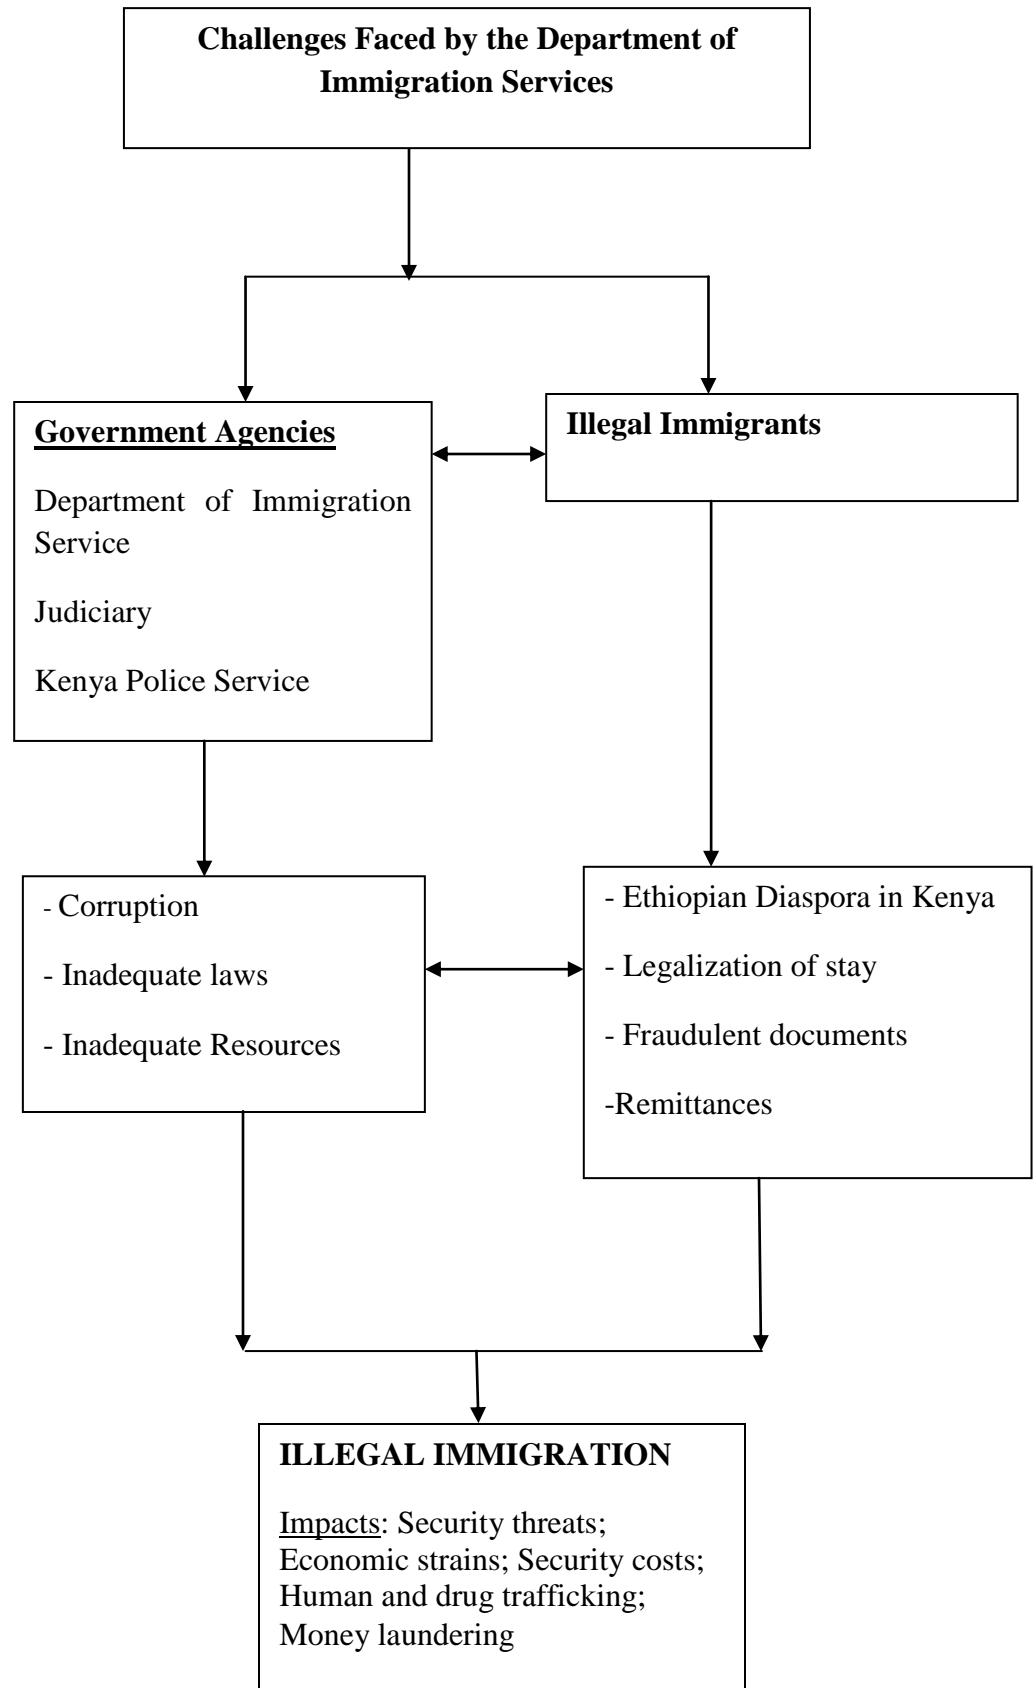 Challenges Faced by the Department of
Immigration Services
Government Agencies
Department of Immigration
Service
Judiciary
Kenya Police Service
Illegal Immigrants
- Corruption
- Inadequate laws
- Inadequate Resources
- Ethiopian Diaspora in Kenya
- Legalization of stay
- Fraudulent documents
-Remittances
ILLEGAL IMMIGRATION
Impacts: Security threats;
Economic strains; Security costs;
Human and drug trafficking;
Money laundering